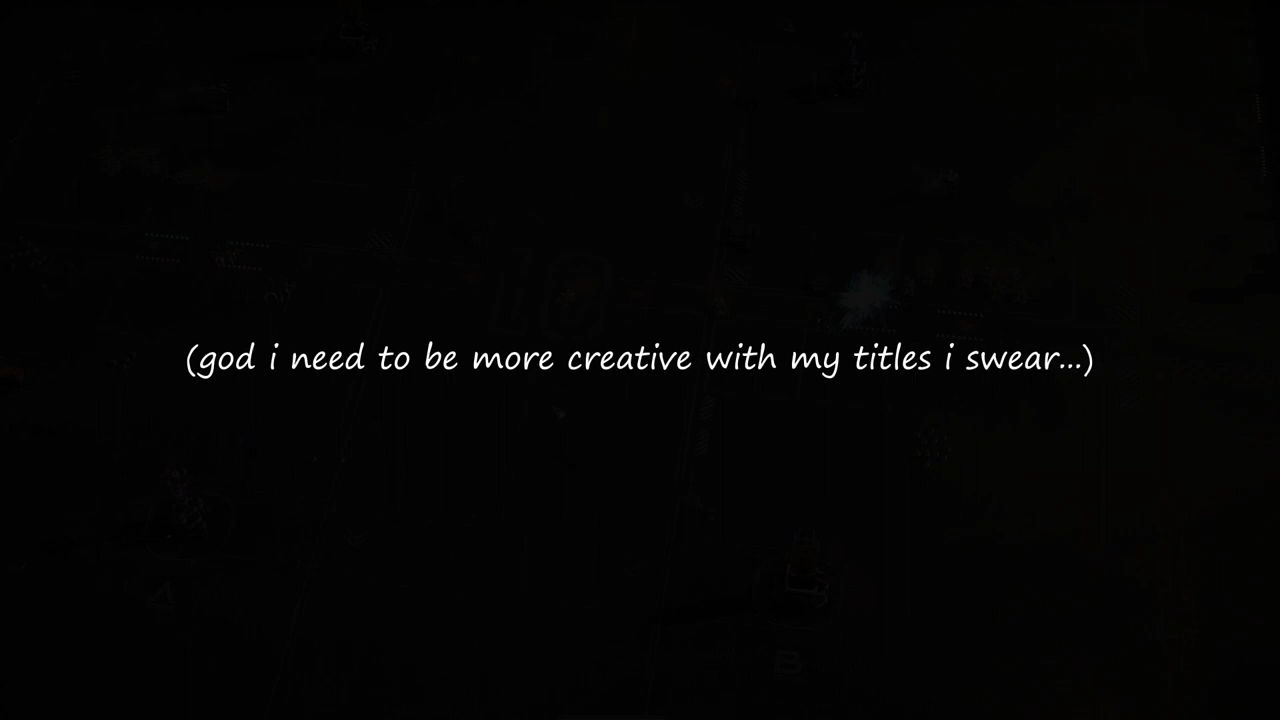 (god i need to be more creative with my titles i swear...)